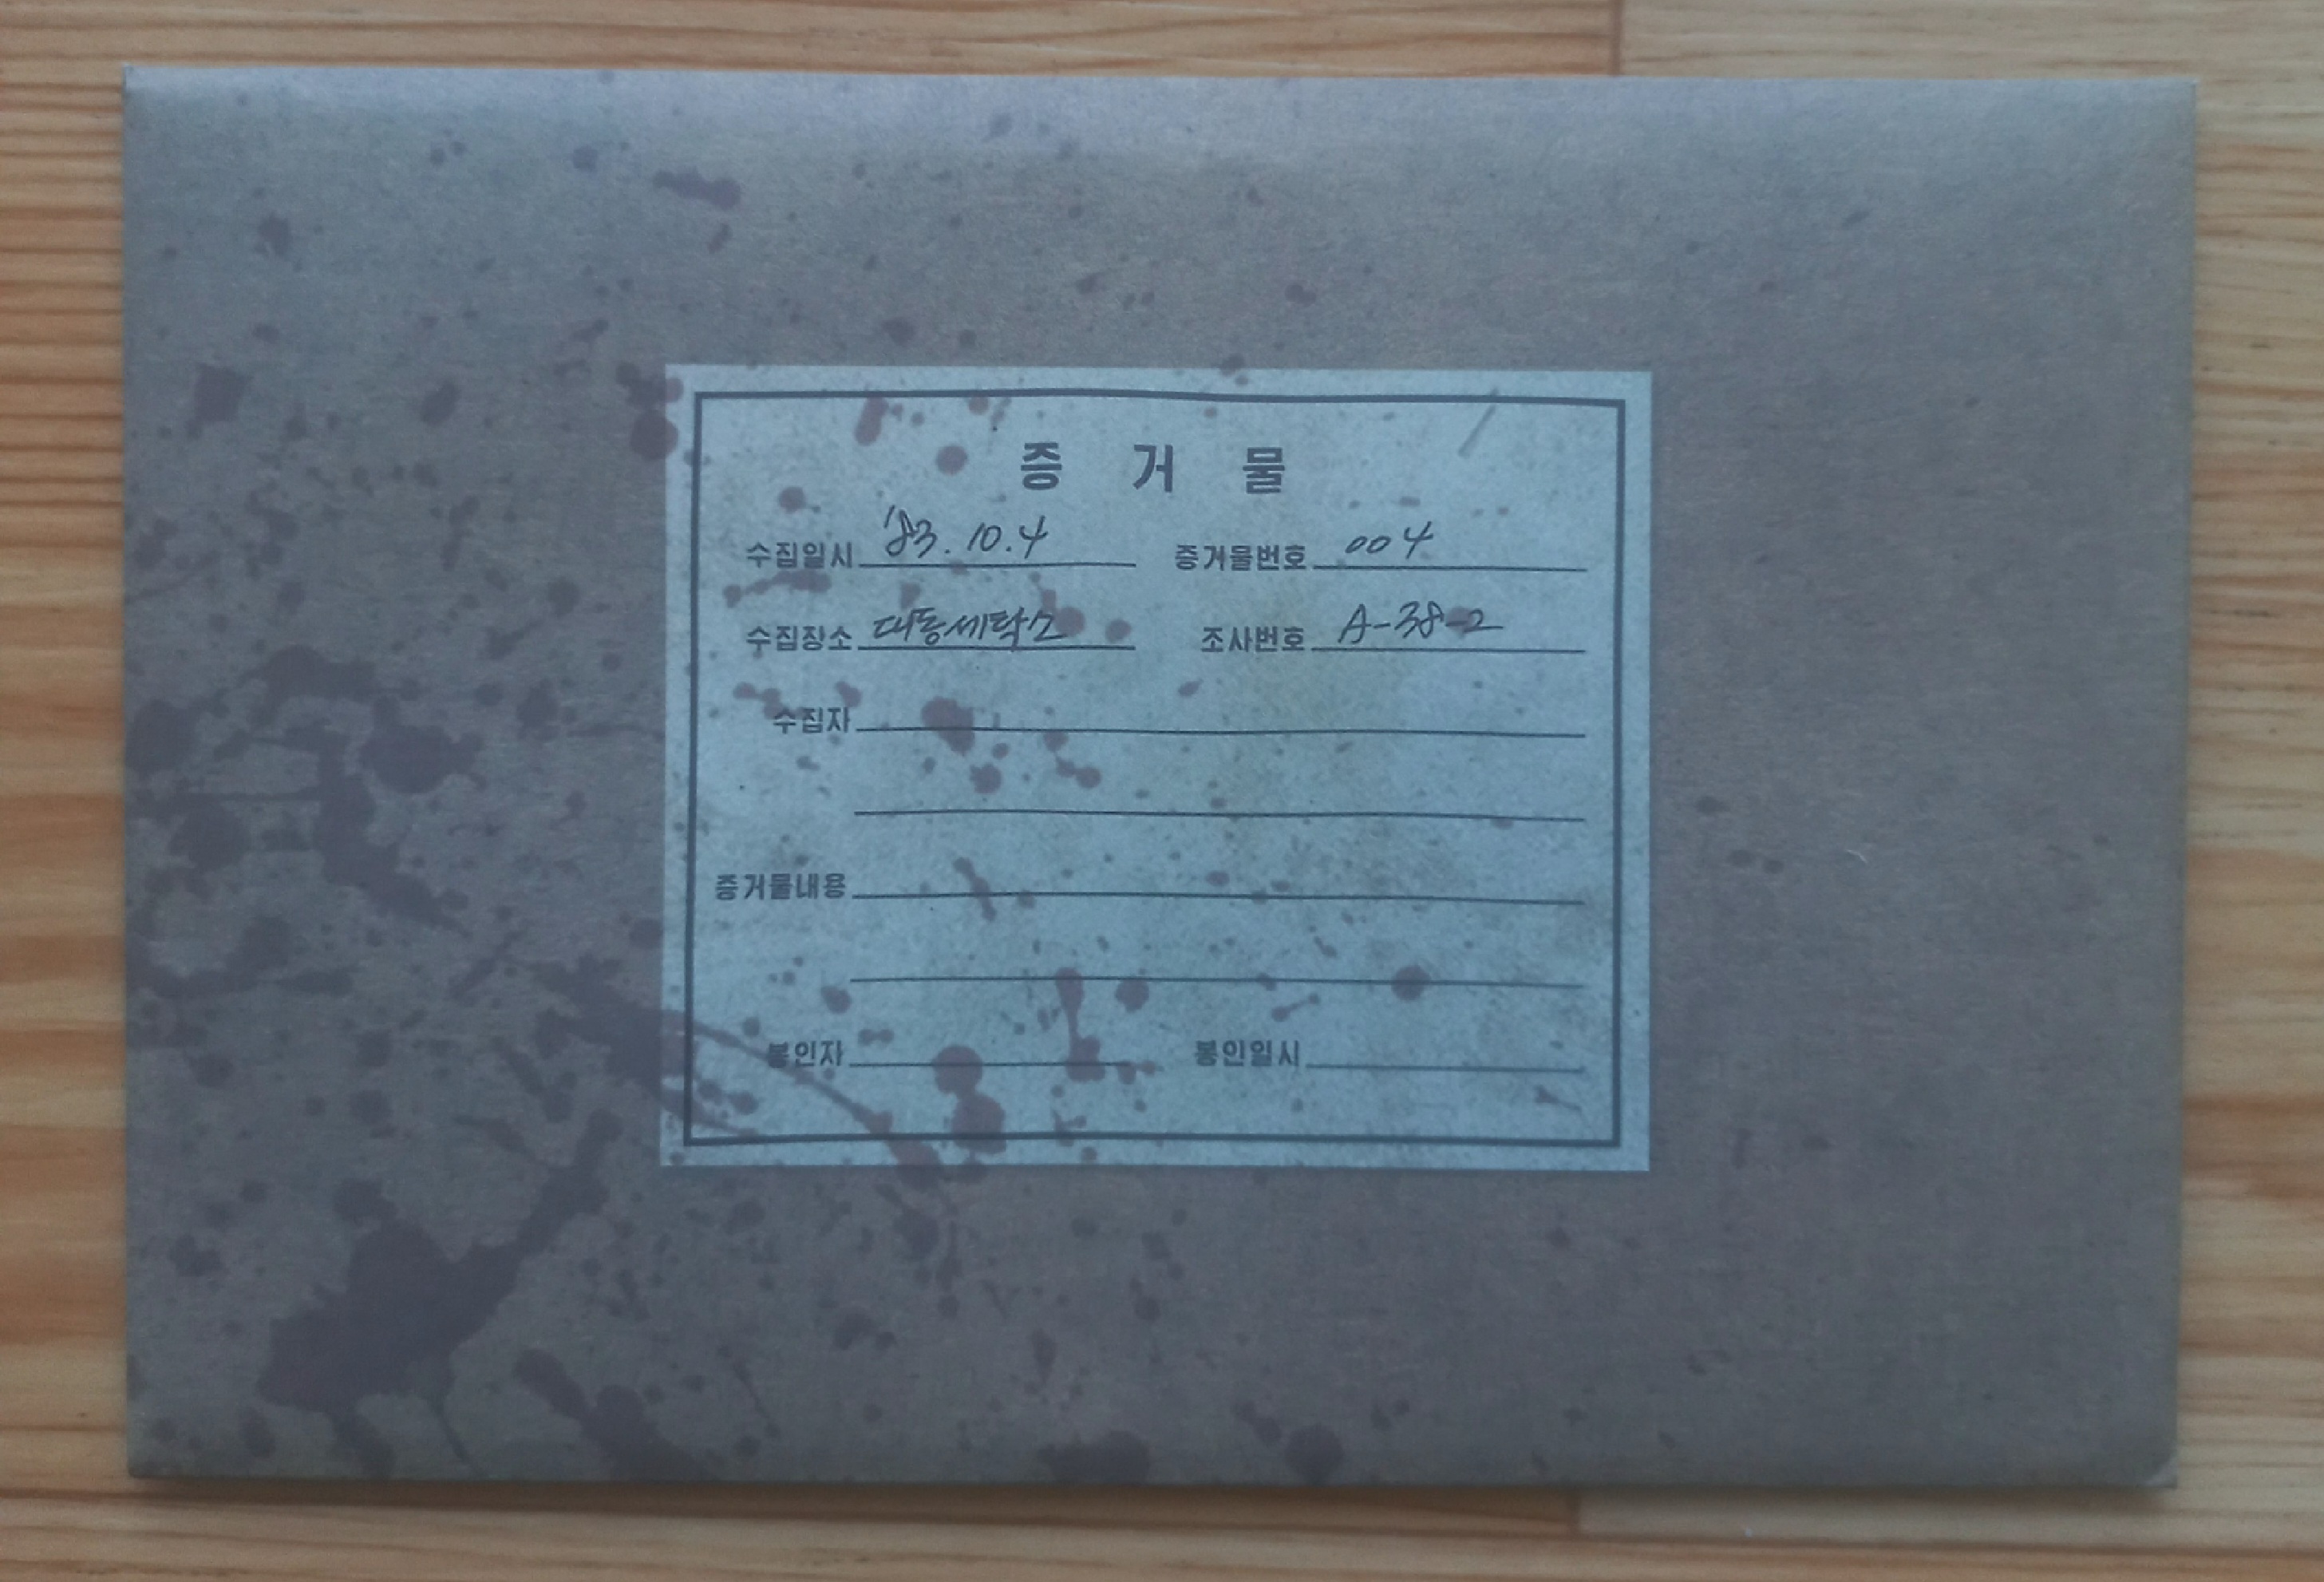 증 거 물
수집일시 '83.10.4 증거물번호 004
수집장소 대동세탁소 조사번호 A-38-2
수집자
증거물내용
봉인자 봉인일시